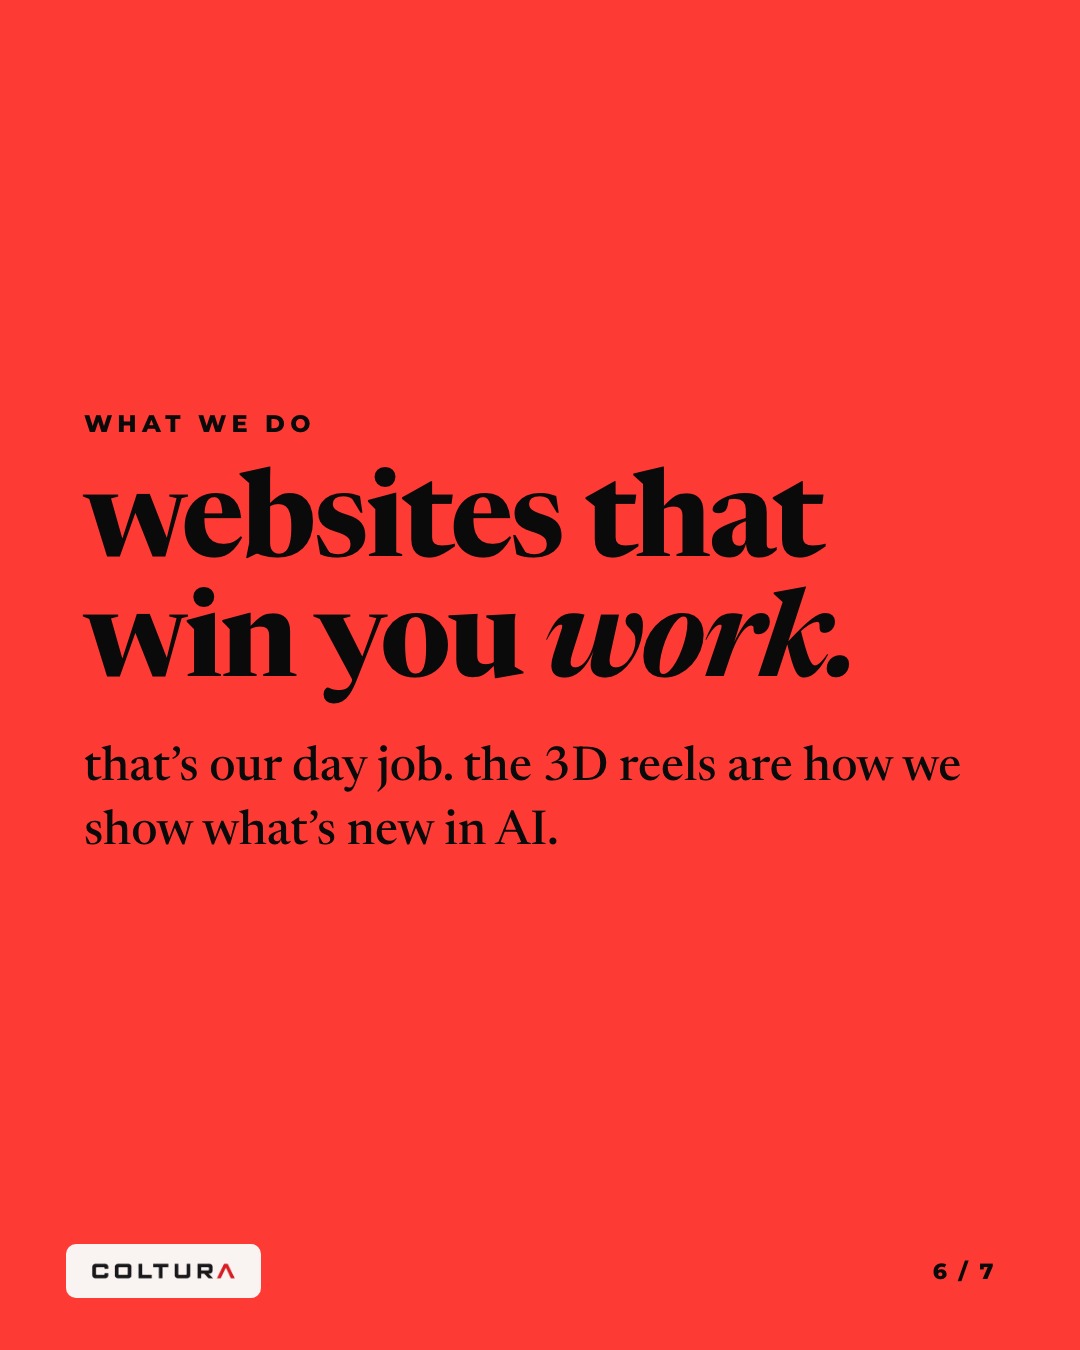 WHAT WE DO
websites that
win you work.
that’s our day job. the 3D reels are how we
show what’s new in AI.
COLTURA
6 / 7